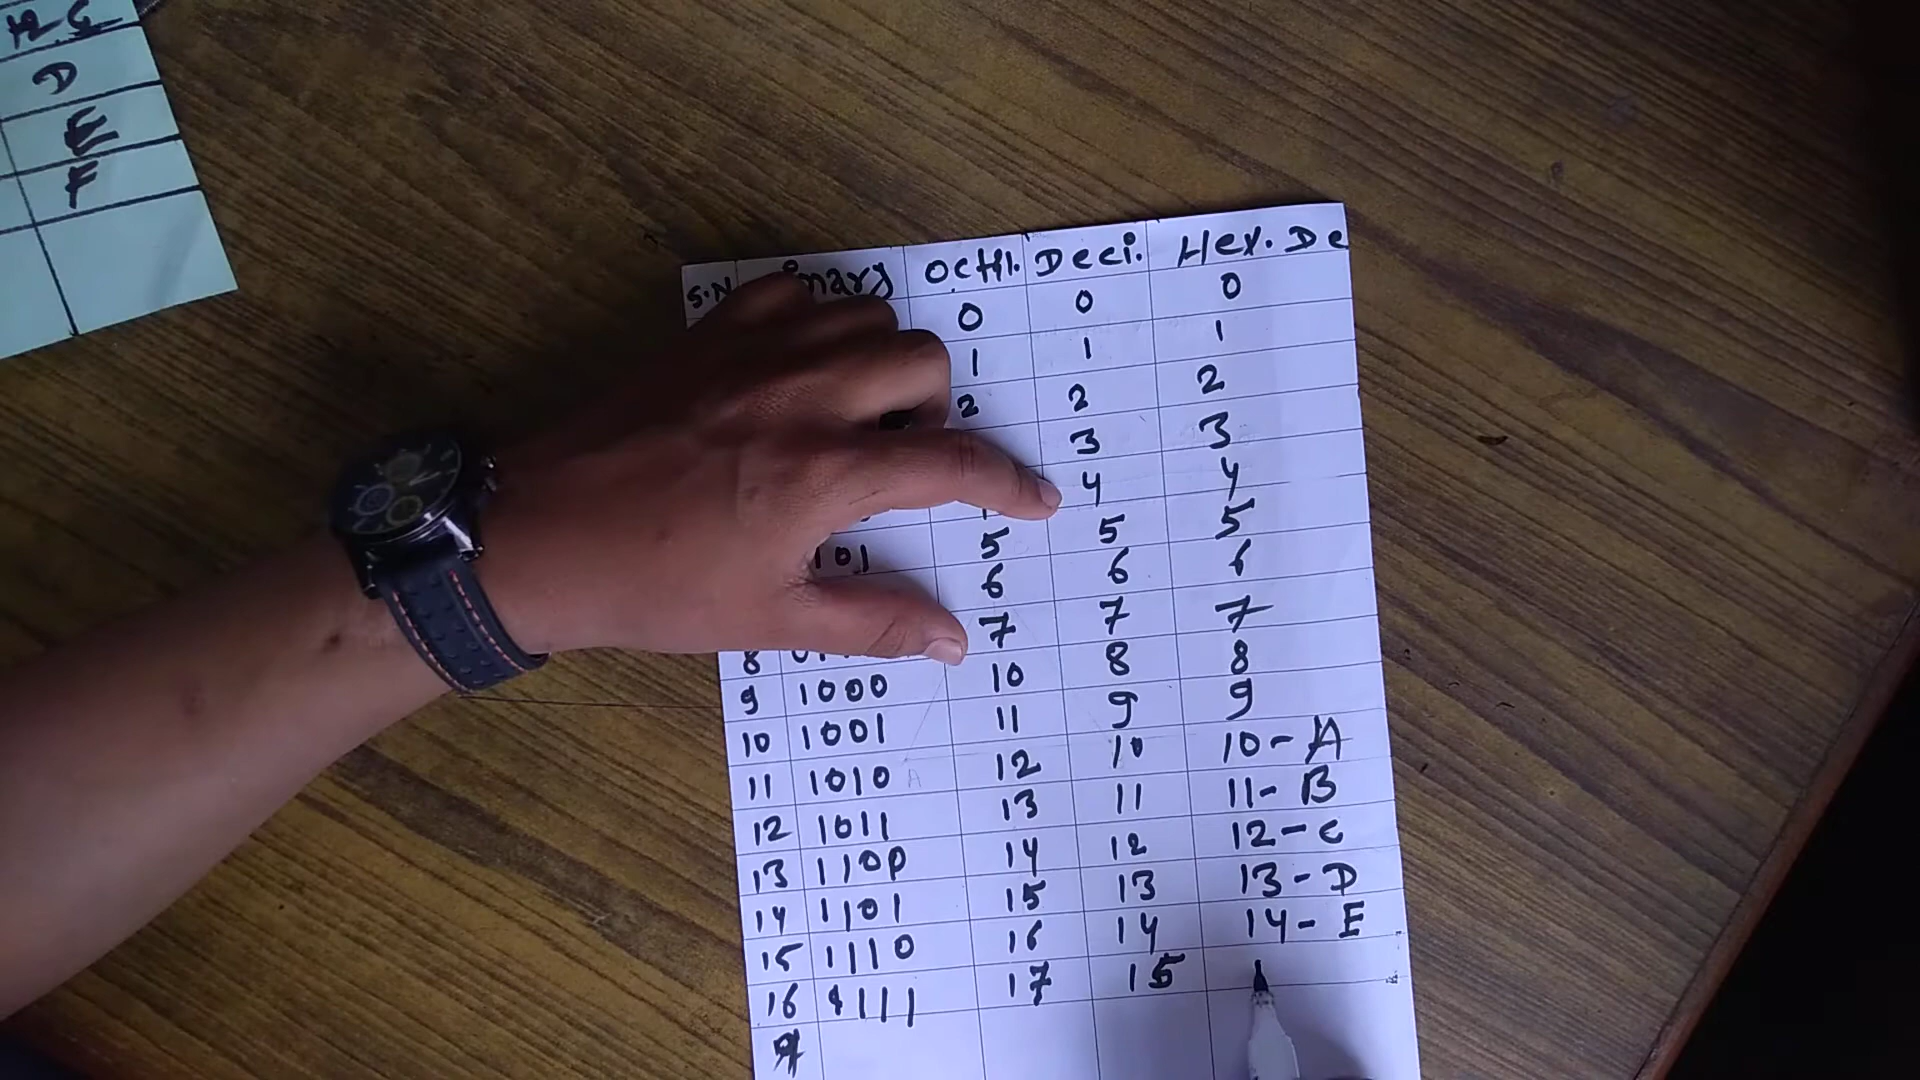 S.N inary Octl. Deci. Hex. De
0 0 0
1 1 1
2 2 2
3 3
4 4
101 5 5 5
6 6 6
7 7 7
8 8 8
9 1000 10 9 9
10 1001 11 10 10-A
11 1010 12 11 11-B
12 1011 13 12 12-C
13 1100 14 13 13-D
14 1101 15 14 14-E
15 1110 16 15
16 1111 17
D
E
F